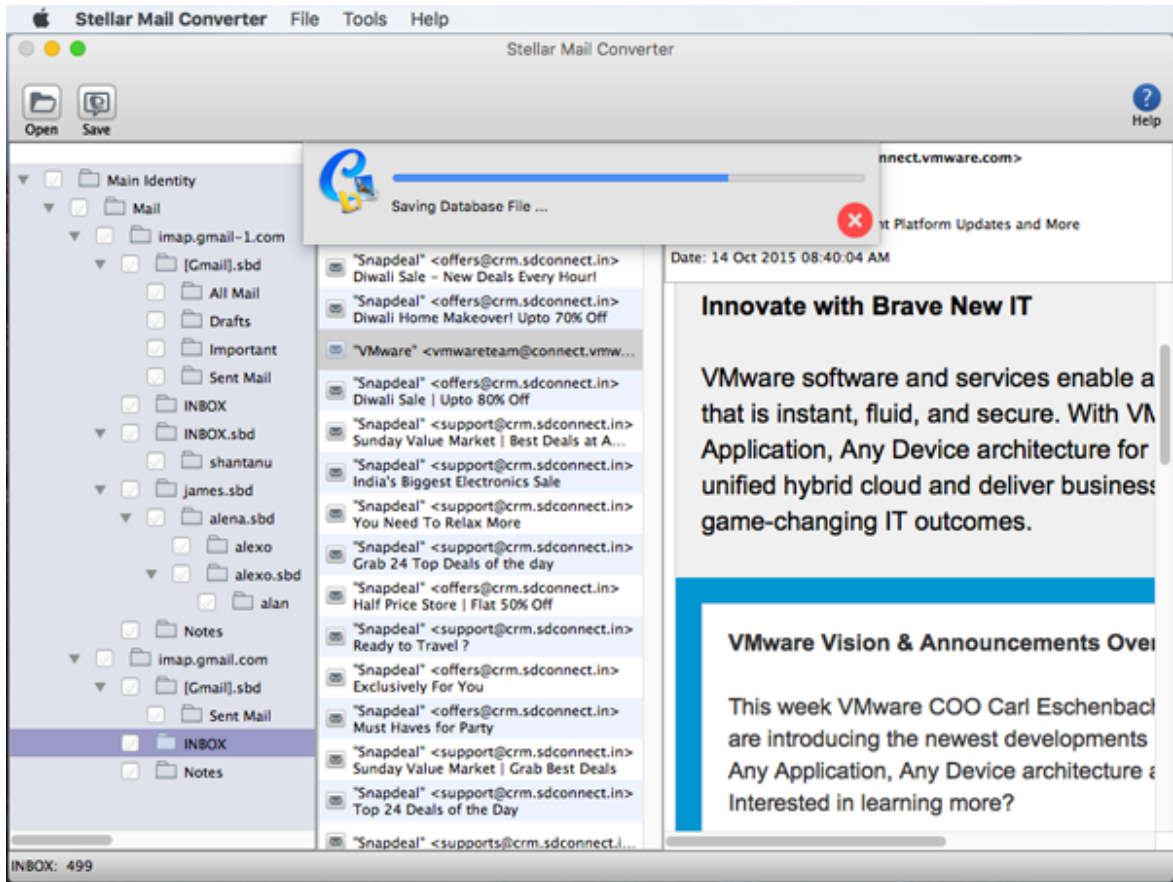 Stellar Mail Converter File Tools Help
Stellar Mail Converter
Open
Save
Help
Saving Database File ...
Main Identity
Mail
imap.gmail-1.com
[Gmail].sbd
All Mail
Drafts
Important
Sent Mail
INBOX
INBOX.sbd
shantanu
james.sbd
alena.sbd
alexo
alexo.sbd
alan
Notes
imap.gmail.com
[Gmail].sbd
Sent Mail
INBOX
Notes
"Snapdeal" <offers@crm.sdconnect.in>
Diwali Sale – New Deals Every Hour!
"Snapdeal" <offers@crm.sdconnect.in>
Diwali Home Makeover! Upto 70% Off
"VMware" <vmwareteam@connect.vmw...
"Snapdeal" <offers@crm.sdconnect.in>
Diwali Sale | Upto 80% Off
"Snapdeal" <support@crm.sdconnect.in>
Sunday Value Market | Best Deals at A...
"Snapdeal" <support@crm.sdconnect.in>
India's Biggest Electronics Sale
"Snapdeal" <support@crm.sdconnect.in>
You Need To Relax More
"Snapdeal" <support@crm.sdconnect.in>
Grab 24 Top Deals of the day
"Snapdeal" <offers@crm.sdconnect.in>
Half Price Store | Flat 50% Off
"Snapdeal" <support@crm.sdconnect.in>
Ready to Travel ?
"Snapdeal" <offers@crm.sdconnect.in>
Exclusively For You
"Snapdeal" <offers@crm.sdconnect.in>
Must Haves for Party
"Snapdeal" <support@crm.sdconnect.in>
Sunday Value Market | Grab Best Deals
"Snapdeal" <support@crm.sdconnect.in>
Top 24 Deals of the Day
"Snapdeal" <supports@crm.sdconnect.i...
nnect.vmware.com>
nt Platform Updates and More
Date: 14 Oct 2015 08:40:04 AM
Innovate with Brave New IT
VMware software and services enable a
that is instant, fluid, and secure. With VM
Application, Any Device architecture for
unified hybrid cloud and deliver business
game-changing IT outcomes.
VMware Vision & Announcements Over
This week VMware COO Carl Eschenbach
are introducing the newest developments
Any Application, Any Device architecture a
Interested in learning more?
INBOX: 499